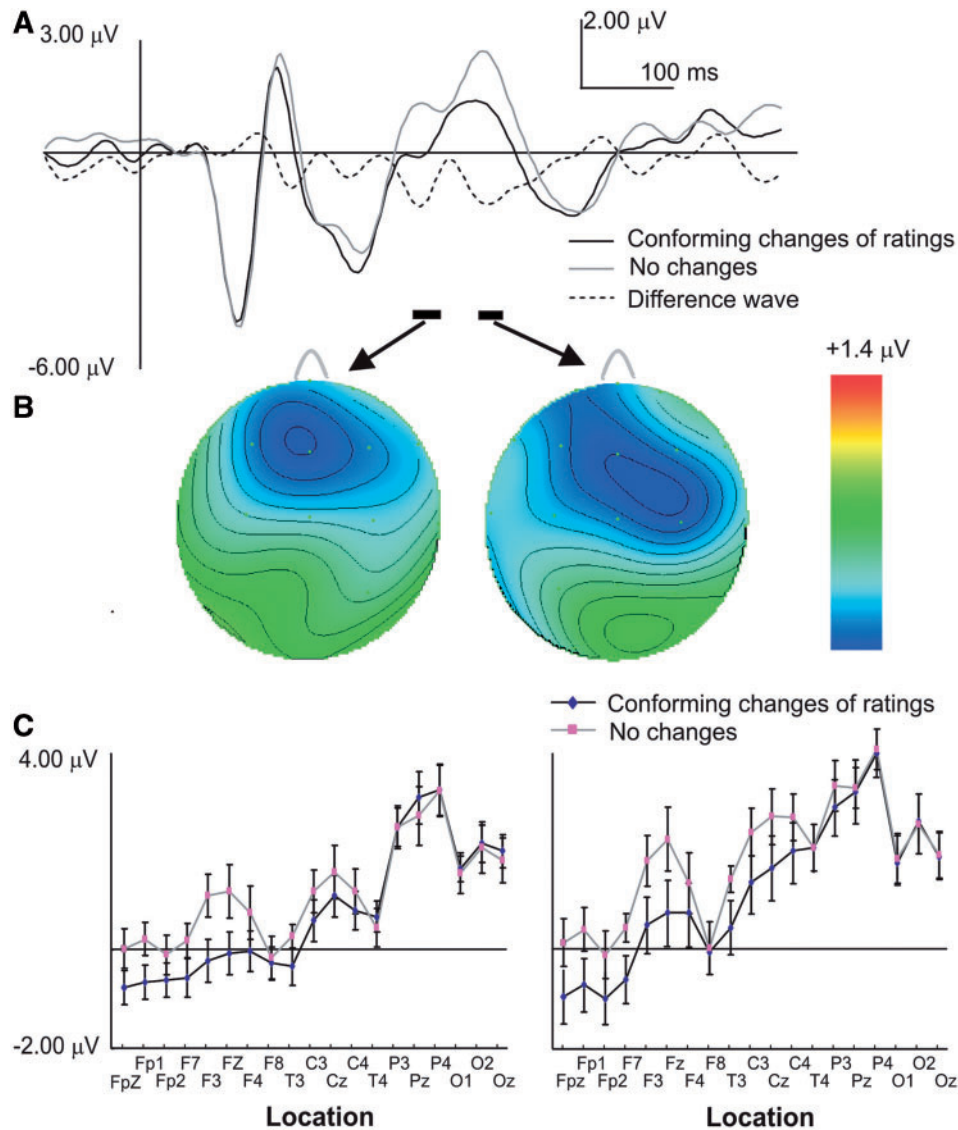 A
3.00 µV
2.00 µV
100 ms
Conforming changes of ratings
No changes
Difference wave
-6.00 µV
+1.4 µV
B
C
Conforming changes of ratings
No changes
4.00 µV
-2.00 µV
Fp1 F7 FZ F8 C3 C4 P3 P4 O2
FpZ Fp2 F3 F4 T3 Cz T4 Pz O1 Oz
Location
Fp1 F7 Fz F8 C3 C4 P3 P4 O2
Fpz Fp2 F3 F4 T3 Cz T4 Pz O1 Oz
Location